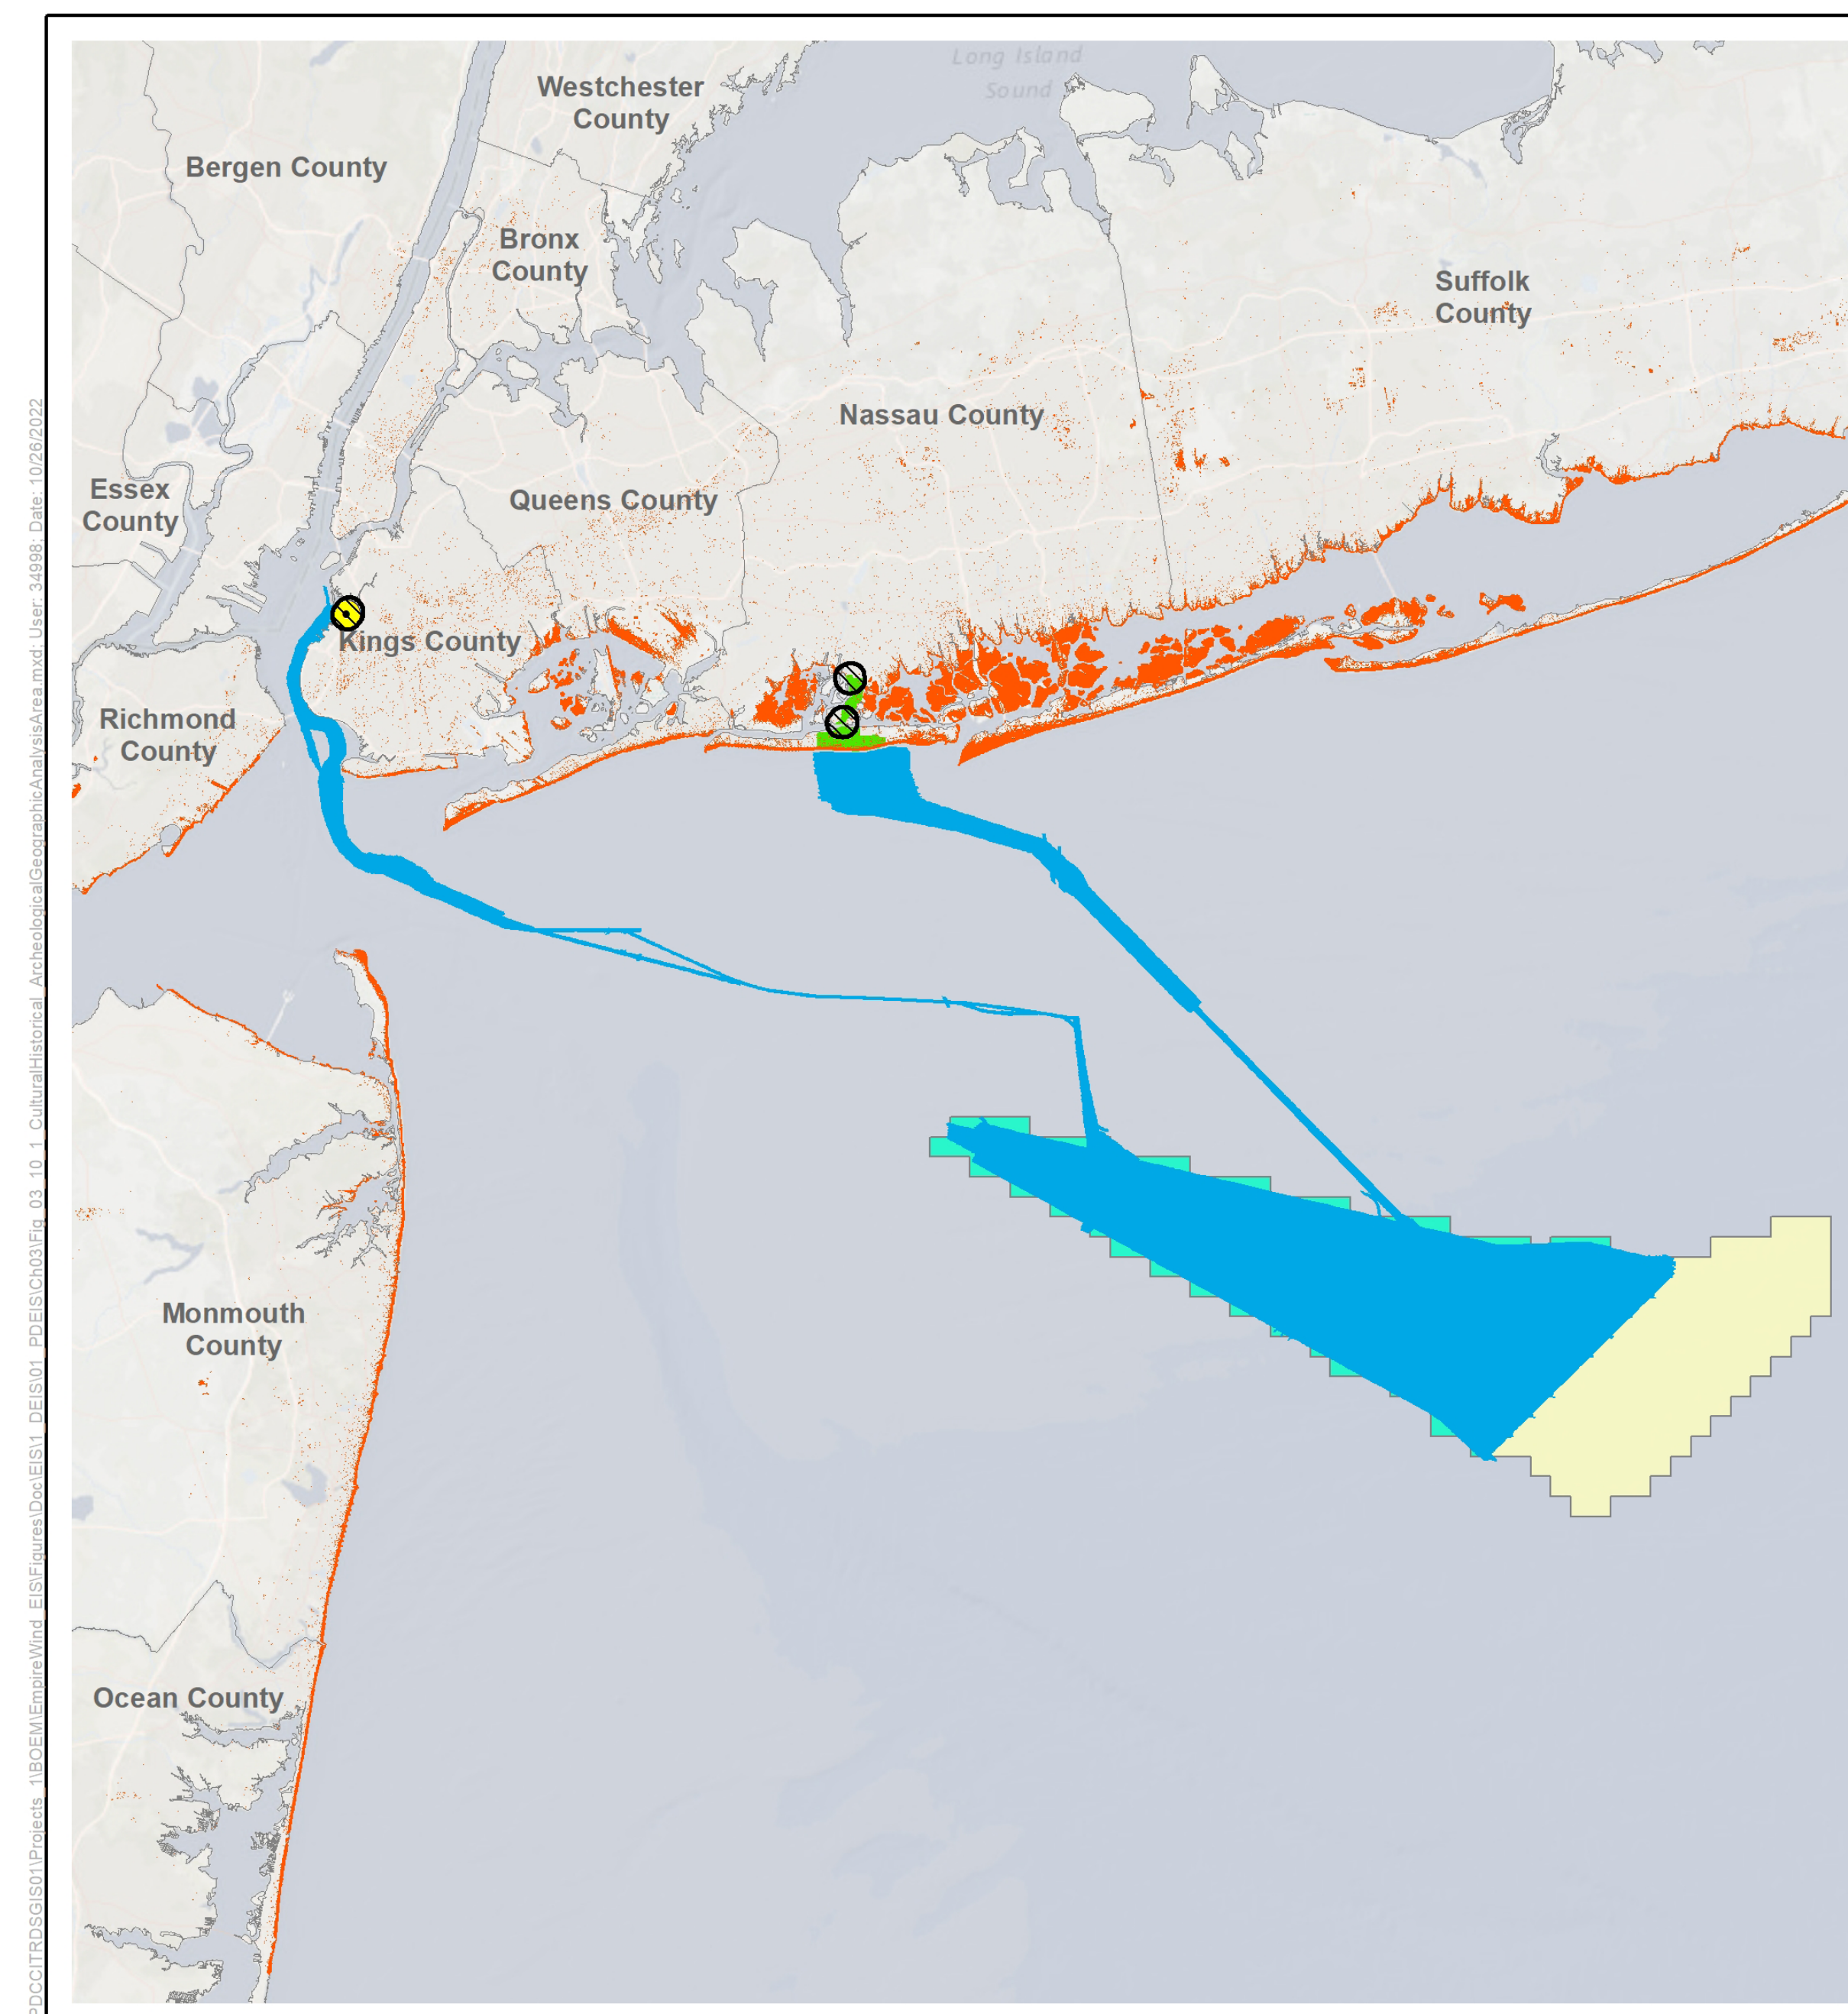 Long Island
Sound
Westchester
County
Bergen County
Bronx
County
Suffolk
County
Nassau County
Essex
County
Queens County
Kings County
Richmond
County
Monmouth
County
Ocean County
PDCCITRDSGIS01\Projects_1\BOEM\EmpireWind_EIS\Figures\Doc\EIS\1_DEIS\01_PDEIS\Ch03\Fig_03_10_1_CulturalHistorical_ArcheologicalGeographicAnalysisArea.mxd; User: 34998; Date: 10/26/2022